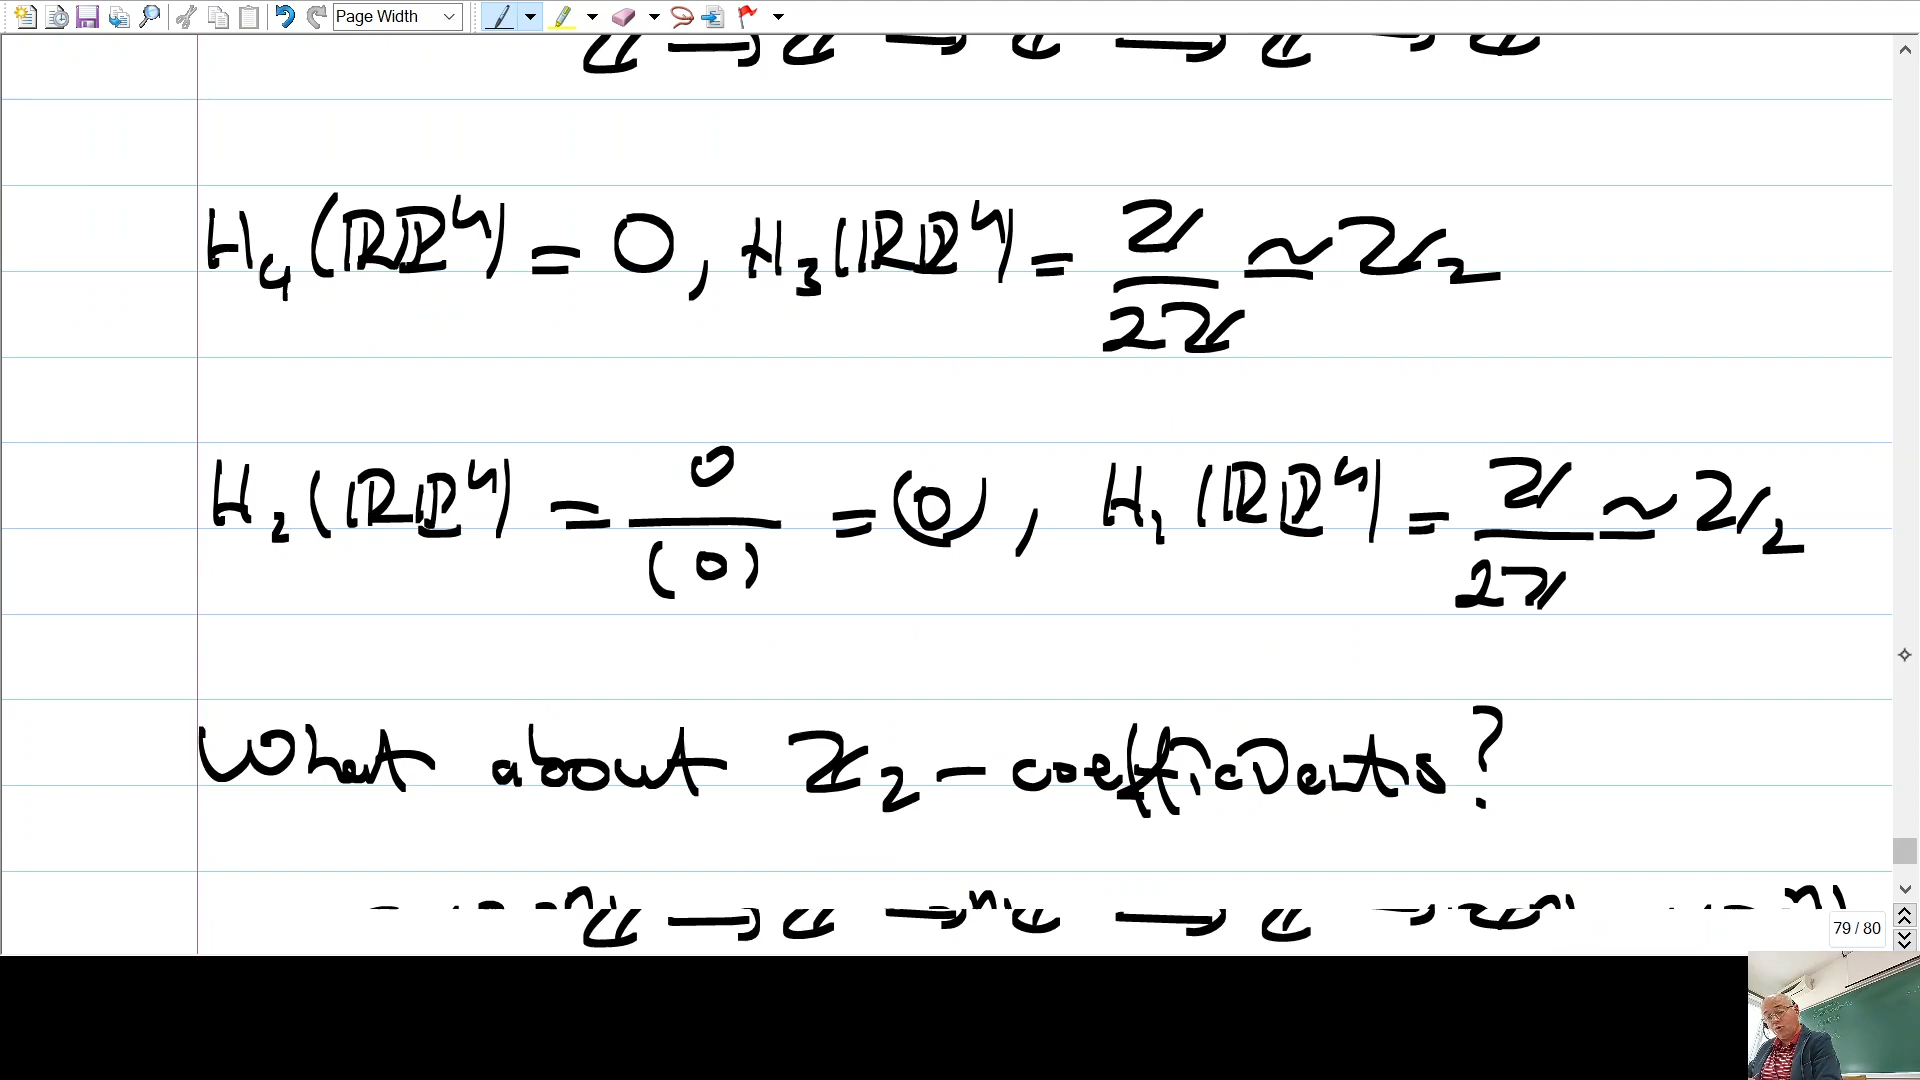 Page Width
H₄(ℝP⁴) = 0, H₃(ℝP⁴) = ℤ/2ℤ ≃ ℤ₂
H₂(ℝP⁴) = 0/(0) = (0), H₁(ℝP⁴) = ℤ/2ℤ ≃ ℤ₂
What about ℤ₂ - coefficients?
79 / 80